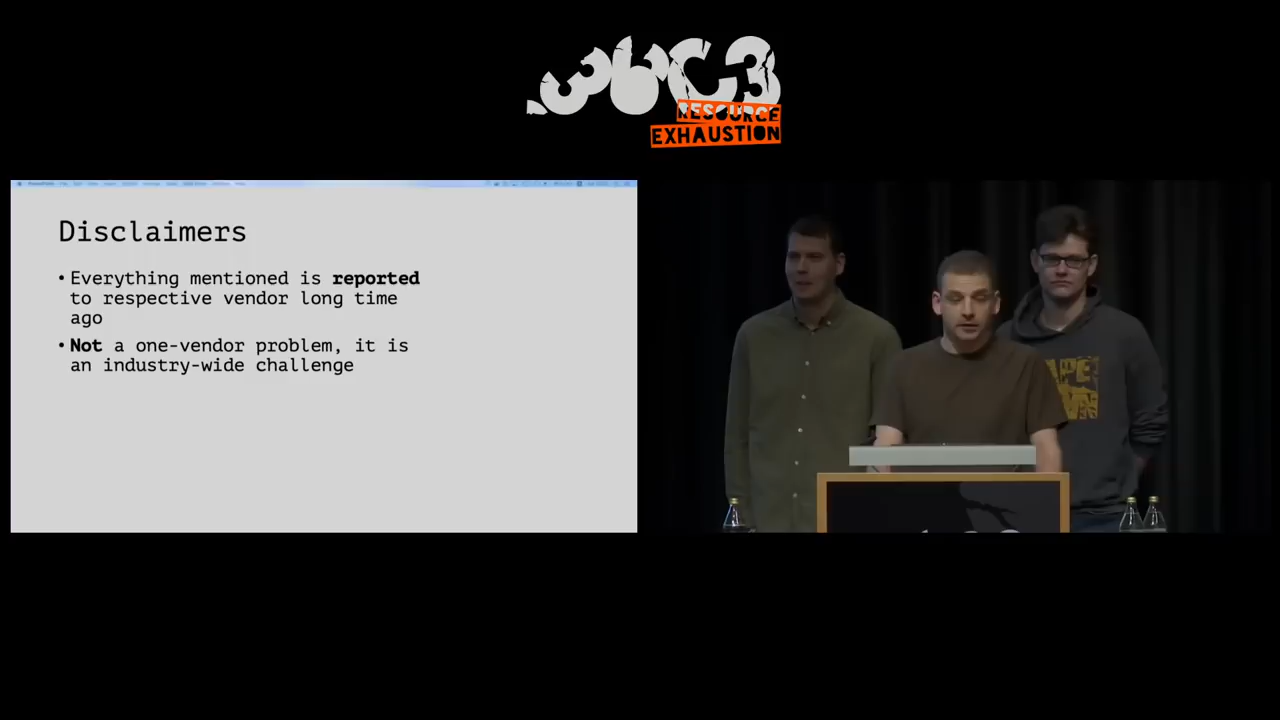 36C3
RESOURCE
EXHAUSTION
Disclaimers
• Everything mentioned is reported
to respective vendor long time
ago
• Not a one-vendor problem, it is
an industry-wide challenge